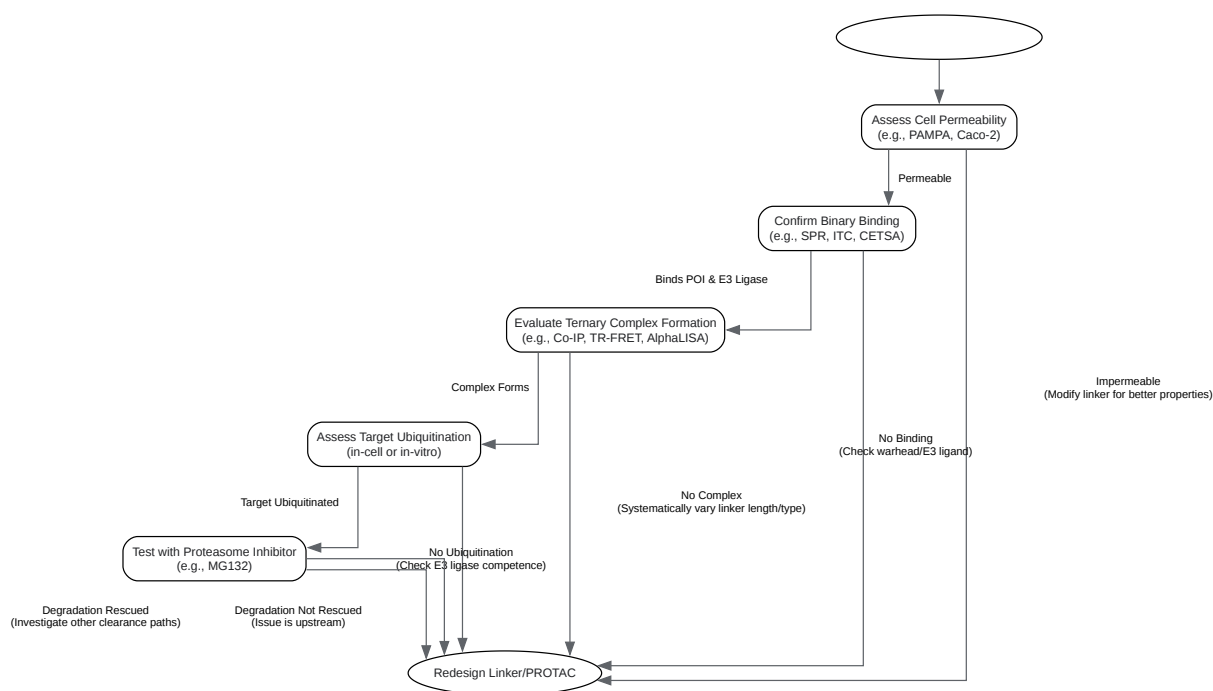 Assess Cell Permeability
(e.g., PAMPA, Caco-2)
Permeable
Confirm Binary Binding
(e.g., SPR, ITC, CETSA)
Binds POI & E3 Ligase
Evaluate Ternary Complex Formation
(e.g., Co-IP, TR-FRET, AlphaLISA)
Complex Forms
Impermeable
(Modify linker for better properties)
Assess Target Ubiquitination
(in-cell or in-vitro)
No Binding
(Check warhead/E3 ligand)
Target Ubiquitinated
No Complex
(Systematically vary linker length/type)
Test with Proteasome Inhibitor
(e.g., MG132)
No Ubiquitination
(Check E3 ligase competence)
Degradation Rescued
(Investigate other clearance paths)
Degradation Not Rescued
(Issue is upstream)
Redesign Linker/PROTAC